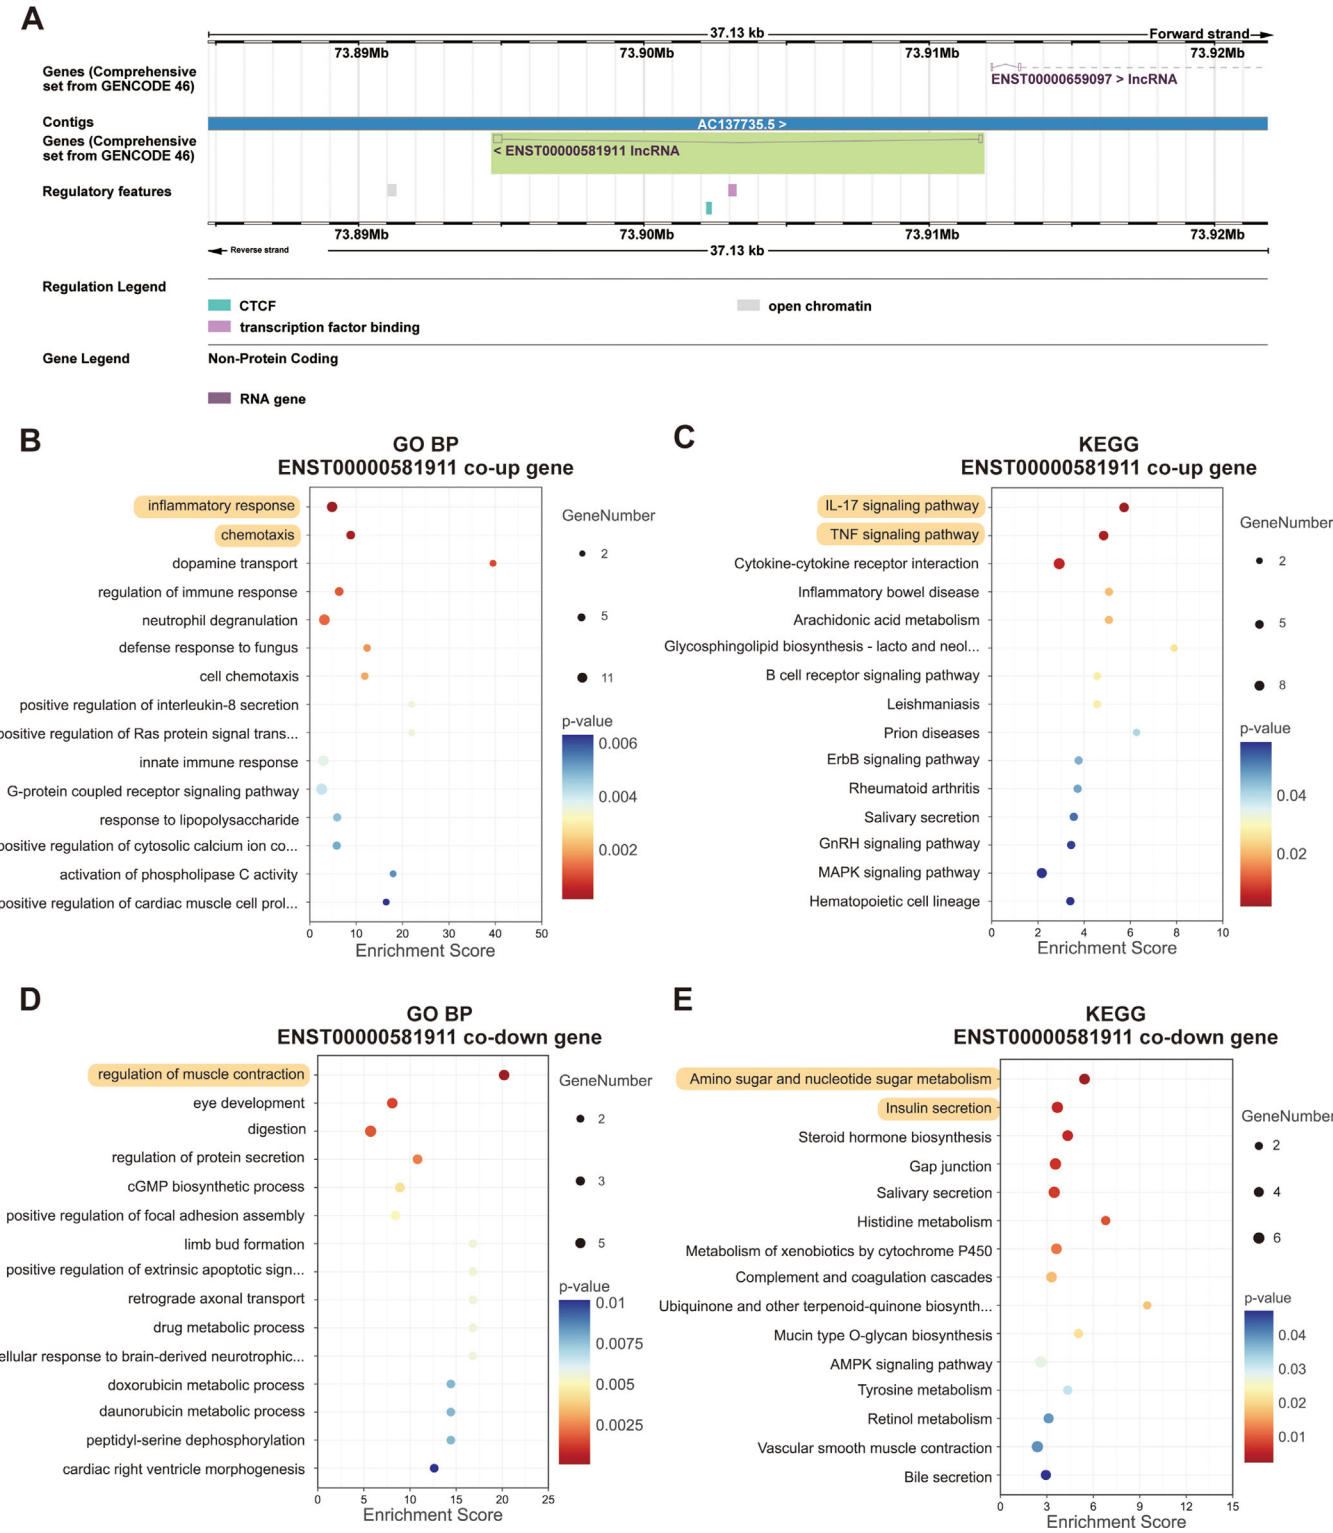 A
37.13 kb
Forward strand
73.89Mb 73.90Mb 73.91Mb 73.92Mb
Genes (Comprehensive
set from GENCODE 46)
ENST00000659097 > lncRNA
Contigs
AC137735.5 >
Genes (Comprehensive
set from GENCODE 46)
< ENST00000581911 lncRNA
Regulatory features
73.89Mb 73.90Mb 73.91Mb 73.92Mb
Reverse strand
37.13 kb
Regulation Legend
CTCF
open chromatin
transcription factor binding
Gene Legend
Non-Protein Coding
RNA gene
B
GO BP
ENST00000581911 co-up gene
inflammatory response
chemotaxis
dopamine transport
regulation of immune response
neutrophil degranulation
defense response to fungus
cell chemotaxis
positive regulation of interleukin-8 secretion
positive regulation of Ras protein signal trans...
innate immune response
G-protein coupled receptor signaling pathway
response to lipopolysaccharide
positive regulation of cytosolic calcium ion co...
activation of phospholipase C activity
positive regulation of cardiac muscle cell prol...
0 10 20 30 40 50
Enrichment Score
GeneNumber
2
5
11
p-value
0.006
0.004
0.002
C
KEGG
ENST00000581911 co-up gene
IL-17 signaling pathway
TNF signaling pathway
Cytokine-cytokine receptor interaction
Inflammatory bowel disease
Arachidonic acid metabolism
Glycosphingolipid biosynthesis - lacto and neol...
B cell receptor signaling pathway
Leishmaniasis
Prion diseases
ErbB signaling pathway
Rheumatoid arthritis
Salivary secretion
GnRH signaling pathway
MAPK signaling pathway
Hematopoietic cell lineage
0 2 4 6 8 10
Enrichment Score
GeneNumber
2
5
8
p-value
0.04
0.02
D
GO BP
ENST00000581911 co-down gene
regulation of muscle contraction
eye development
digestion
regulation of protein secretion
cGMP biosynthetic process
positive regulation of focal adhesion assembly
limb bud formation
positive regulation of extrinsic apoptotic sign...
retrograde axonal transport
drug metabolic process
ellular response to brain-derived neurotrophic...
doxorubicin metabolic process
daunorubicin metabolic process
peptidyl-serine dephosphorylation
cardiac right ventricle morphogenesis
0 5 10 15 20 25
Enrichment Score
GeneNumber
2
3
5
p-value
0.01
0.0075
0.005
0.0025
E
KEGG
ENST00000581911 co-down gene
Amino sugar and nucleotide sugar metabolism
Insulin secretion
Steroid hormone biosynthesis
Gap junction
Salivary secretion
Histidine metabolism
Metabolism of xenobiotics by cytochrome P450
Complement and coagulation cascades
Ubiquinone and other terpenoid-quinone biosynth...
Mucin type O-glycan biosynthesis
AMPK signaling pathway
Tyrosine metabolism
Retinol metabolism
Vascular smooth muscle contraction
Bile secretion
0 3 6 9 12 15
Enrichment Score
GeneNumber
2
4
6
p-value
0.04
0.03
0.02
0.01